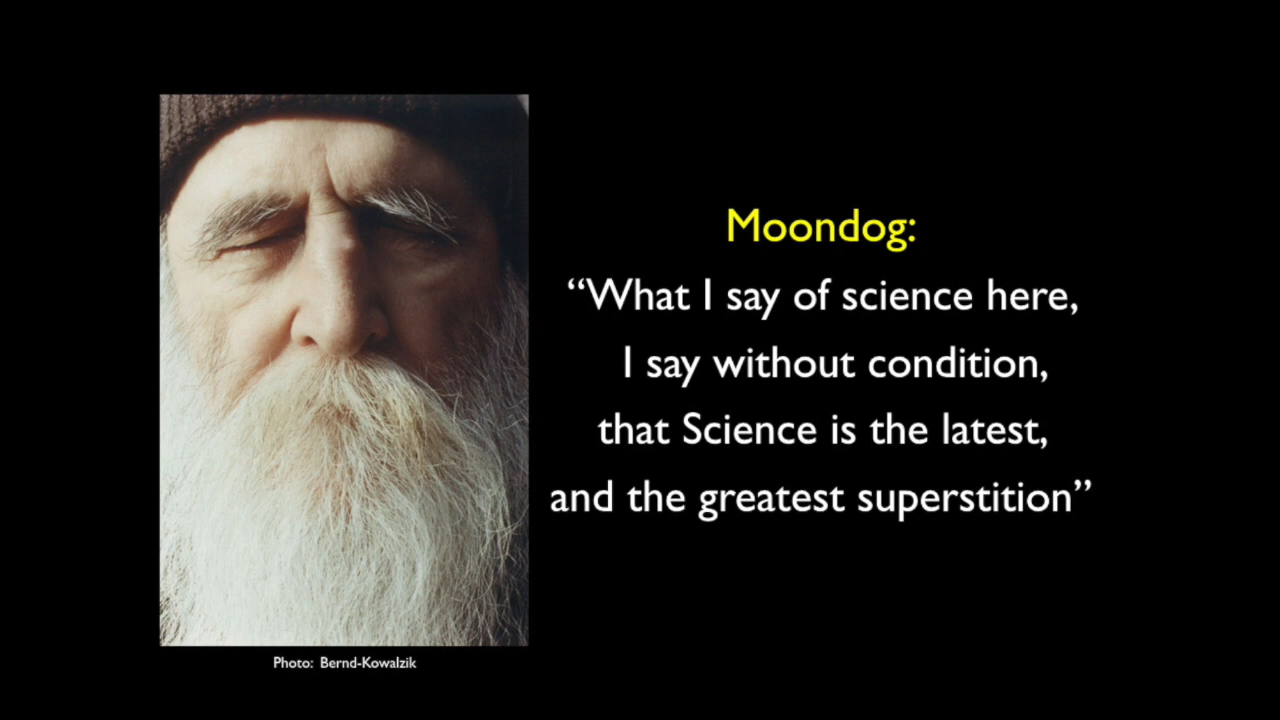 Moondog:
“What I say of science here,
I say without condition,
that Science is the latest,
and the greatest superstition”
Photo: Bernd-Kowalzik